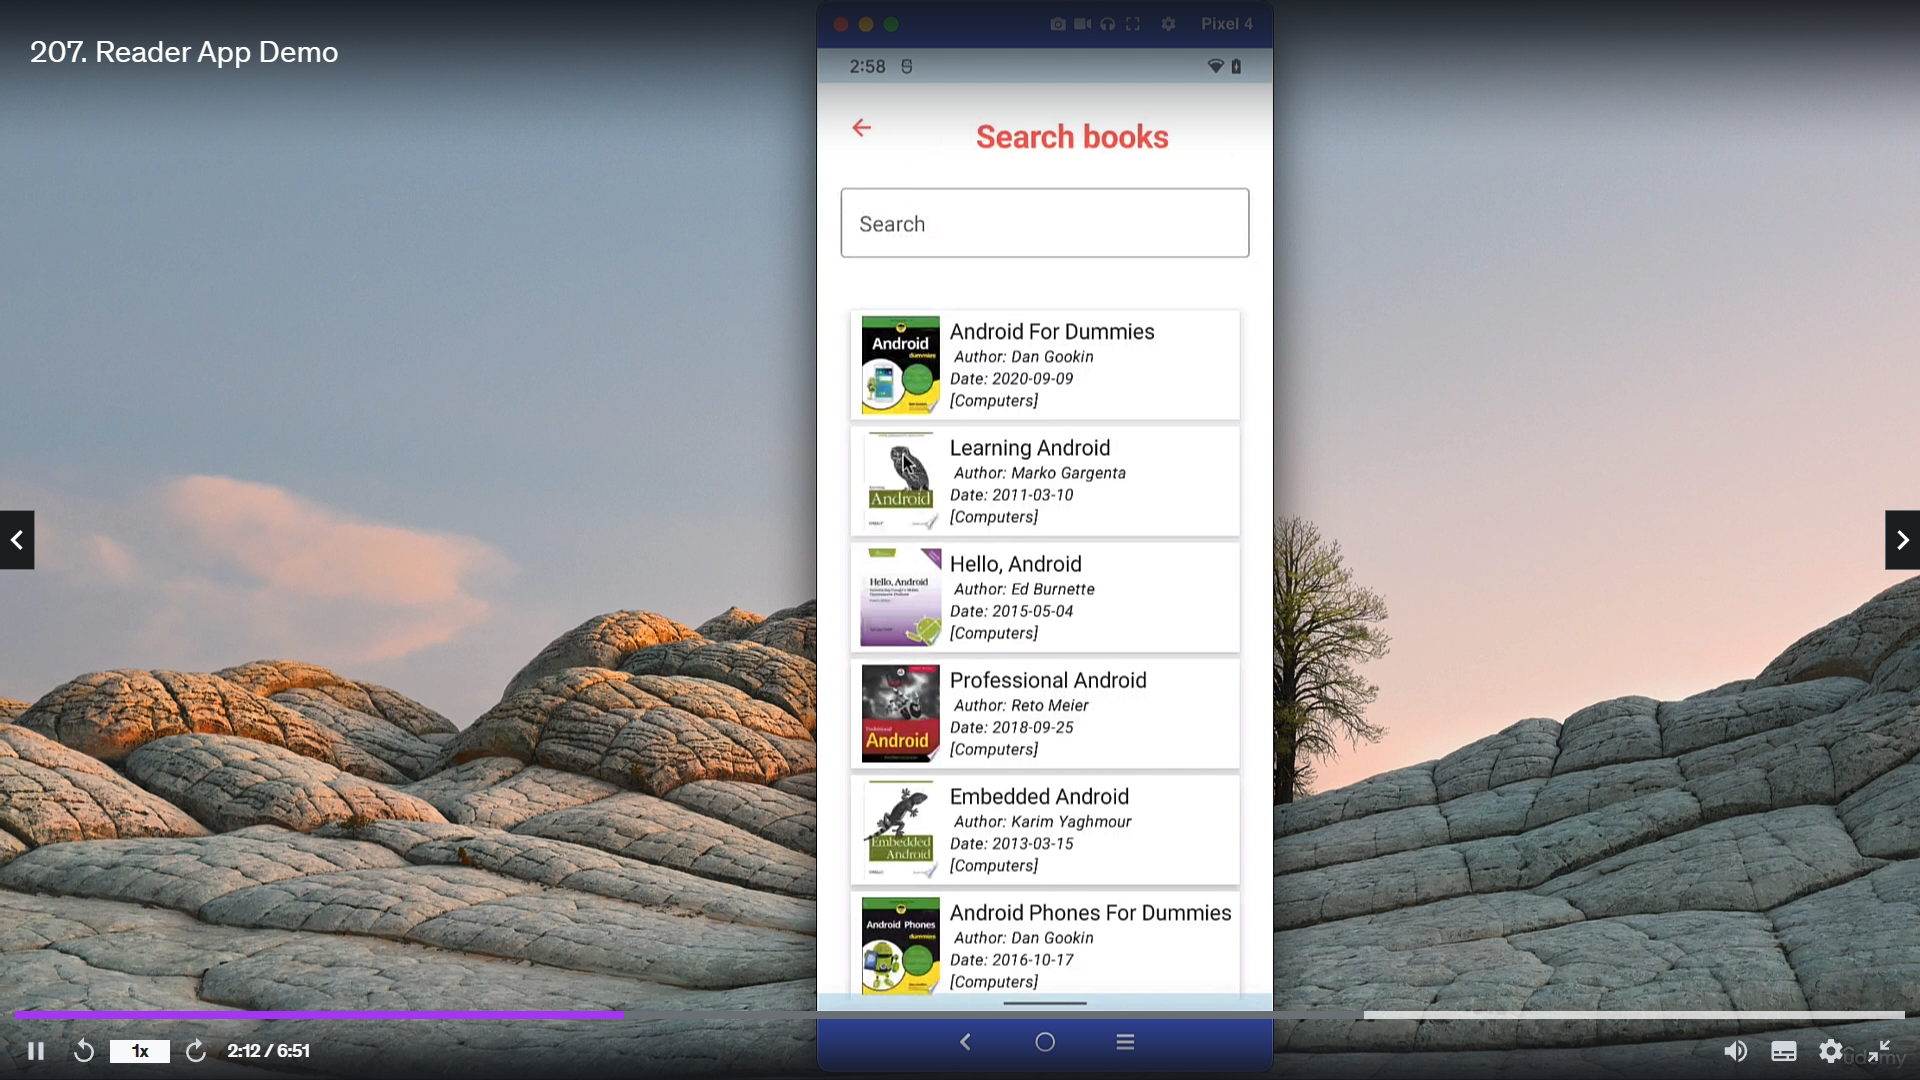 207. Reader App Demo
Pixel 4
2:58
Search books
Search
Android
dummies
Android For Dummies
Author: Dan Gookin
Date: 2020-09-09
[Computers]
Android
Learning Android
Author: Marko Gargenta
Date: 2011-03-10
[Computers]
Hello, Android
Hello, Android
Author: Ed Burnette
Date: 2015-05-04
[Computers]
Android
Professional Android
Author: Reto Meier
Date: 2018-09-25
[Computers]
Embedded
Android
Embedded Android
Author: Karim Yaghmour
Date: 2013-03-15
[Computers]
Android Phones
dummies
Android Phones For Dummies
Author: Dan Gookin
Date: 2016-10-17
[Computers]
1x
2:12 / 6:51
udemy